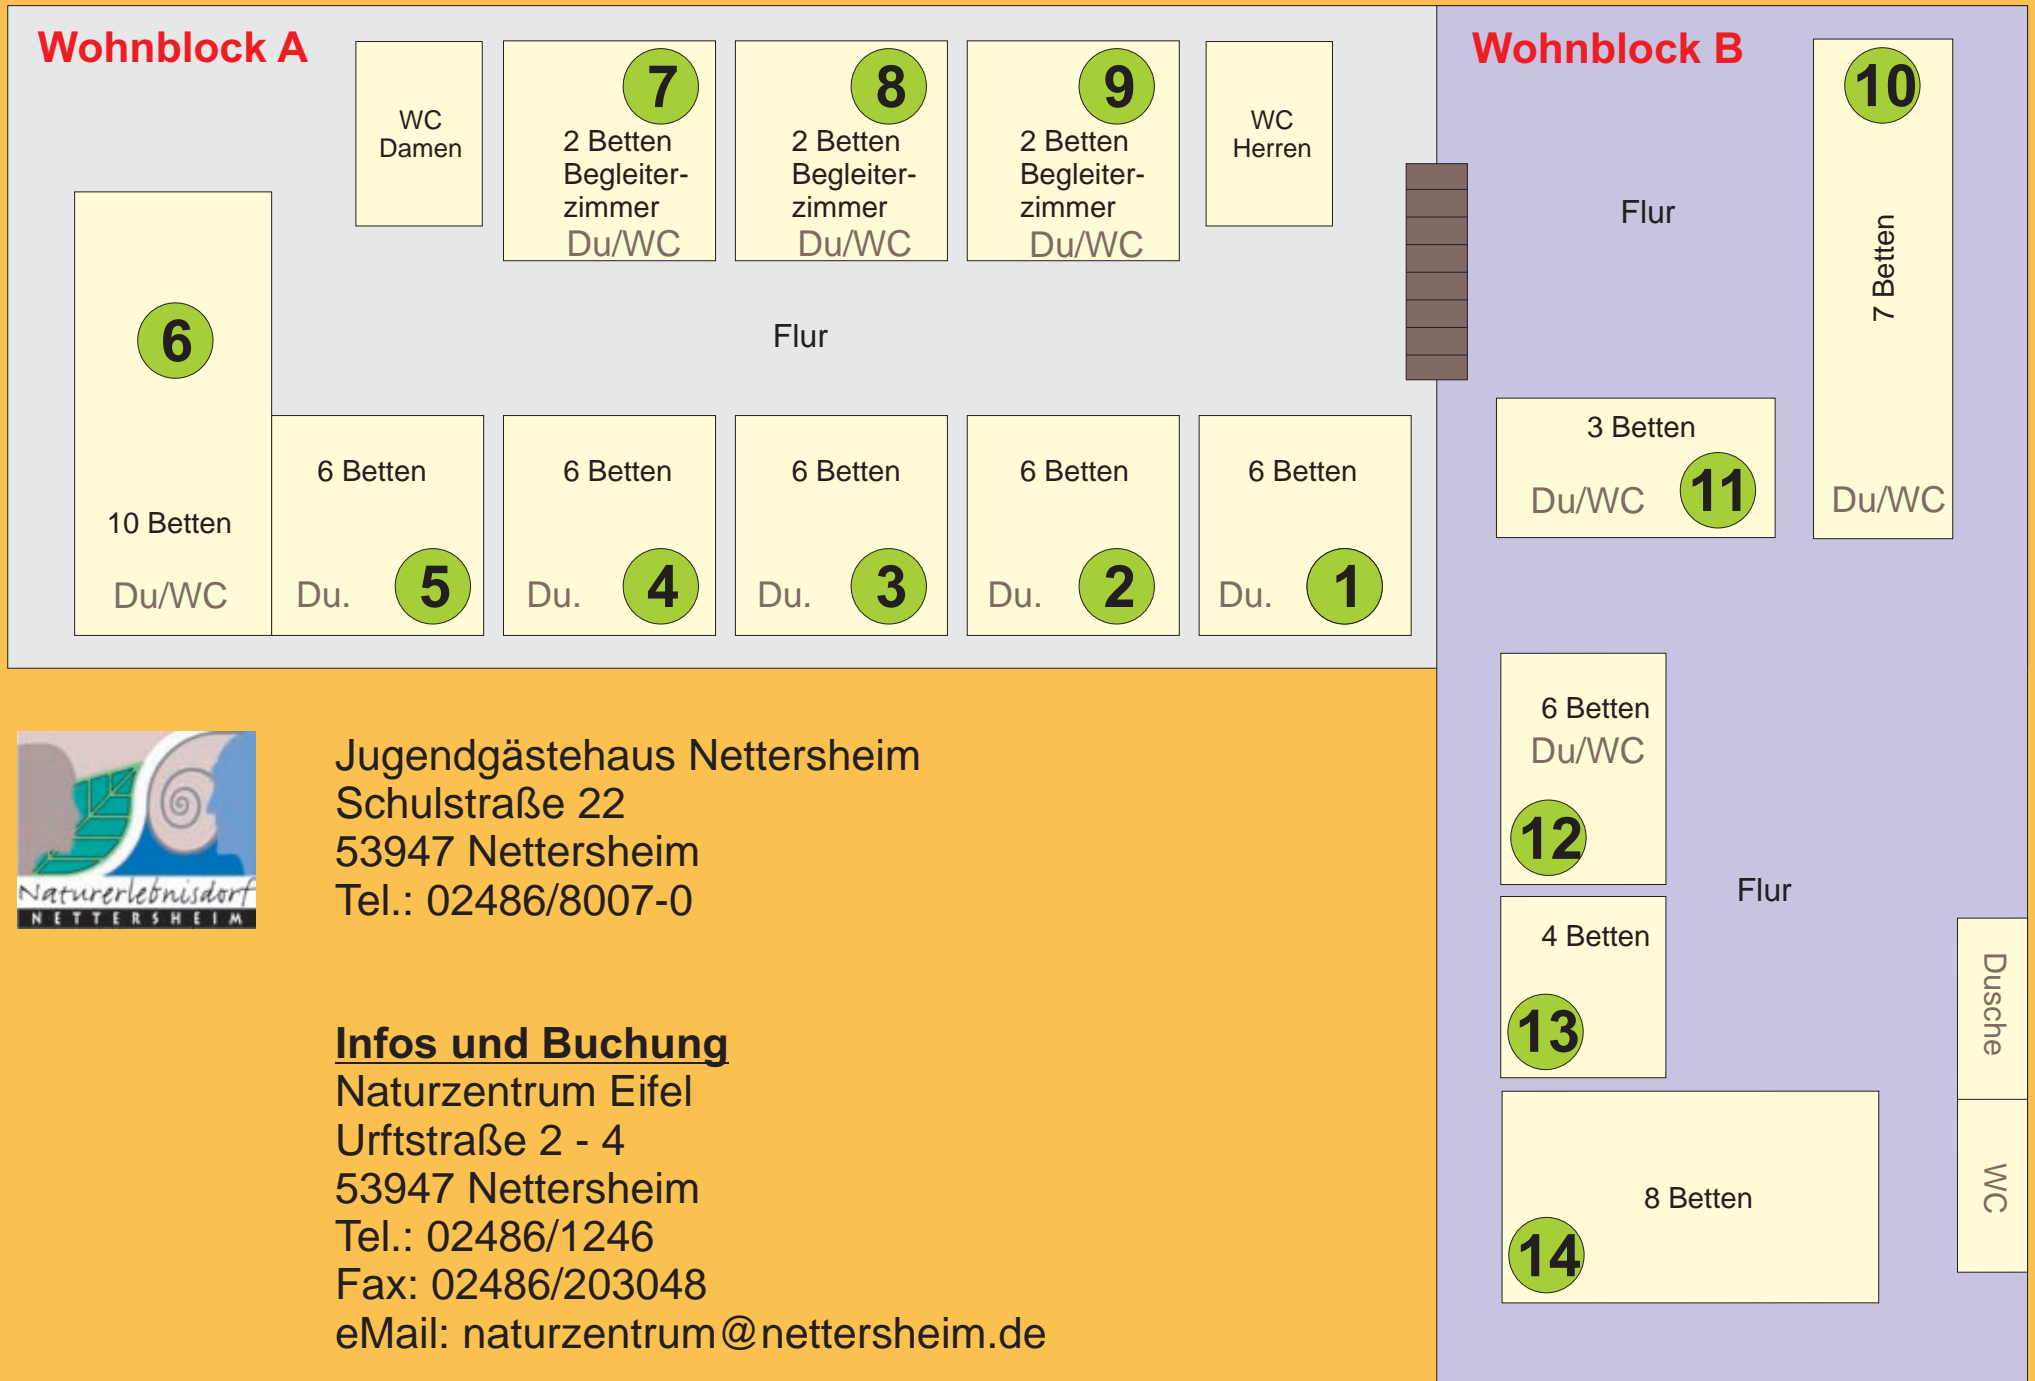 Wohnblock A
WC
Damen
7
2 Betten
Begleiter-
zimmer
Du/WC
8
2 Betten
Begleiter-
zimmer
Du/WC
9
2 Betten
Begleiter-
zimmer
Du/WC
WC
Herren
6
10 Betten
Du/WC
Flur
6 Betten
Du.
5
6 Betten
Du.
4
6 Betten
Du.
3
6 Betten
Du.
2
6 Betten
Du.
1
Wohnblock B
10
7 Betten
Du/WC
Flur
3 Betten
Du/WC
11
6 Betten
Du/WC
12
Flur
4 Betten
13
Dusche
WC
8 Betten
14
Naturerlebnisdorf
NETTERSHEIM
Jugendgästehaus Nettersheim
Schulstraße 22
53947 Nettersheim
Tel.: 02486/8007-0
Infos und Buchung
Naturzentrum Eifel
Urftstraße 2 - 4
53947 Nettersheim
Tel.: 02486/1246
Fax: 02486/203048
eMail: naturzentrum@nettersheim.de